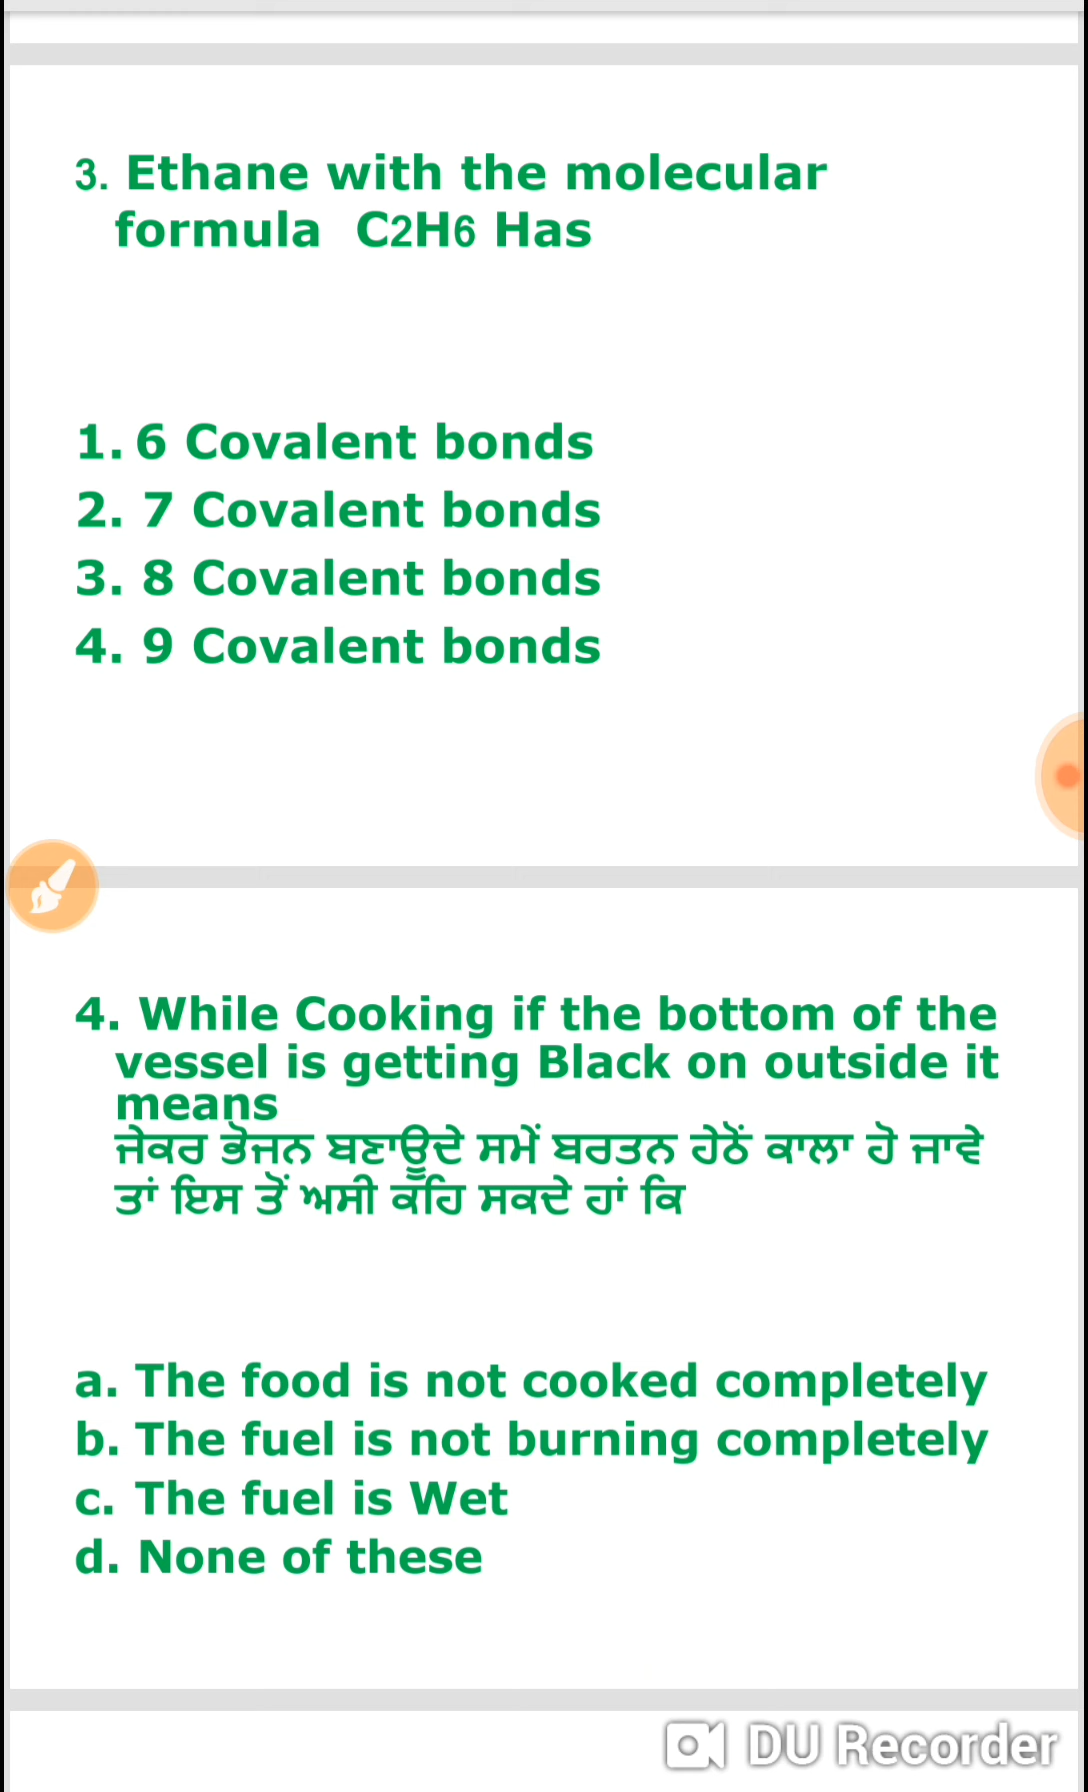 3. Ethane with the molecular
formula C2H6 Has
1. 6 Covalent bonds
2. 7 Covalent bonds
3. 8 Covalent bonds
4. 9 Covalent bonds
4. While Cooking if the bottom of the
vessel is getting Black on outside it
means
ਜੇਕਰ ਭੋਜਨ ਬਣਾਊਦੇ ਸਮੇਂ ਬਰਤਨ ਹੇਠੋਂ ਕਾਲਾ ਹੋ ਜਾਵੇ
ਤਾਂ ਇਸ ਤੋਂ ਅਸੀ ਕਹਿ ਸਕਦੇ ਹਾਂ ਕਿ
a. The food is not cooked completely
b. The fuel is not burning completely
c. The fuel is Wet
d. None of these
DU Recorder